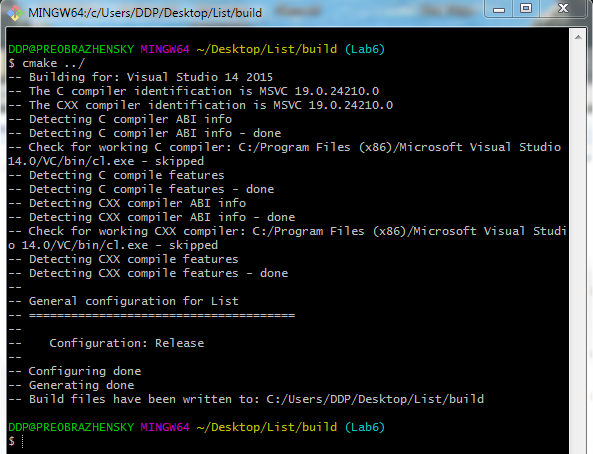 MINGW64:/c/Users/DDP/Desktop/List/build
DDP@PREOBRAZHENSKY MINGW64 ~/Desktop/List/build (Lab6)
$ cmake ../
-- Building for: Visual Studio 14 2015
-- The C compiler identification is MSVC 19.0.24210.0
-- The CXX compiler identification is MSVC 19.0.24210.0
-- Detecting C compiler ABI info
-- Detecting C compiler ABI info - done
-- Check for working C compiler: C:/Program Files (x86)/Microsoft Visual Studio
14.0/VC/bin/cl.exe - skipped
-- Detecting C compile features
-- Detecting C compile features - done
-- Detecting CXX compiler ABI info
-- Detecting CXX compiler ABI info - done
-- Check for working CXX compiler: C:/Program Files (x86)/Microsoft Visual Studi
o 14.0/VC/bin/cl.exe - skipped
-- Detecting CXX compile features
-- Detecting CXX compile features - done
--
-- General configuration for List
-- ======================================
--
--   Configuration: Release
--
-- Configuring done
-- Generating done
-- Build files have been written to: C:/Users/DDP/Desktop/List/build
DDP@PREOBRAZHENSKY MINGW64 ~/Desktop/List/build (Lab6)
$